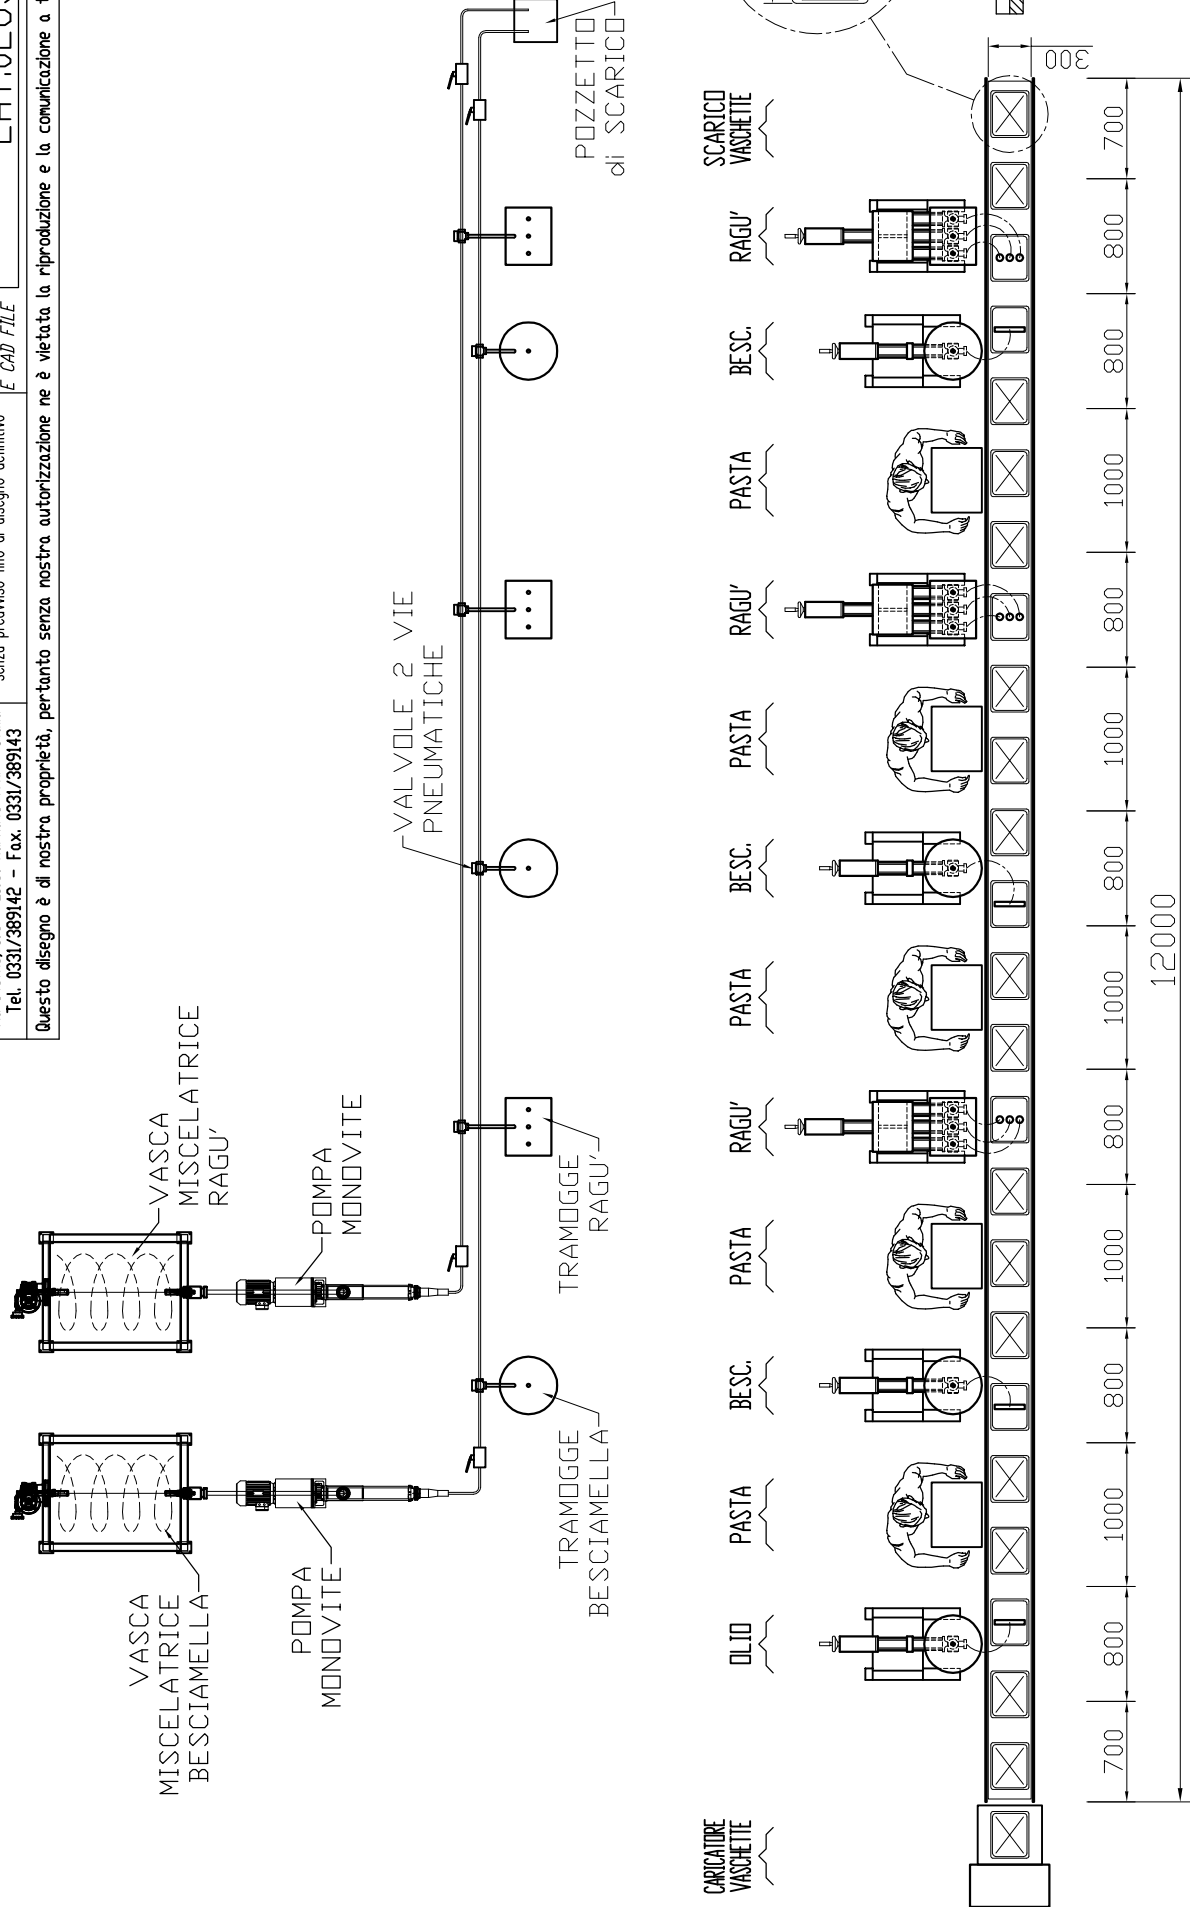 E CAD FILE
Tel. 0331/389142 - Fax. 0331/389143
senza preavviso fino di disegno definitivo
Questo disegno è di nostra proprietà, pertanto senza nostra autorizzazione ne è vietata la riproduzione e la comunicazione a
VASCA
MISCELATRICE
BESCIAMELLA
VASCA
MISCELATRICE
RAGU'
POMPA
MONOVITE
POMPA
MONOVITE
VALVOLE 2 VIE
PNEUMATICHE
TRAMOGGE
BESCIAMELLA
TRAMOGGE
RAGU'
POZZETTO
di SCARICO
CARICATORE
VASCHETTE
OLIO
PASTA
BESC.
PASTA
RAGU'
PASTA
BESC.
PASTA
RAGU'
PASTA
BESC.
RAGU'
SCARICO
VASCHETTE
300
700
800
1000
800
1000
800
1000
800
1000
800
1000
800
800
700
12000